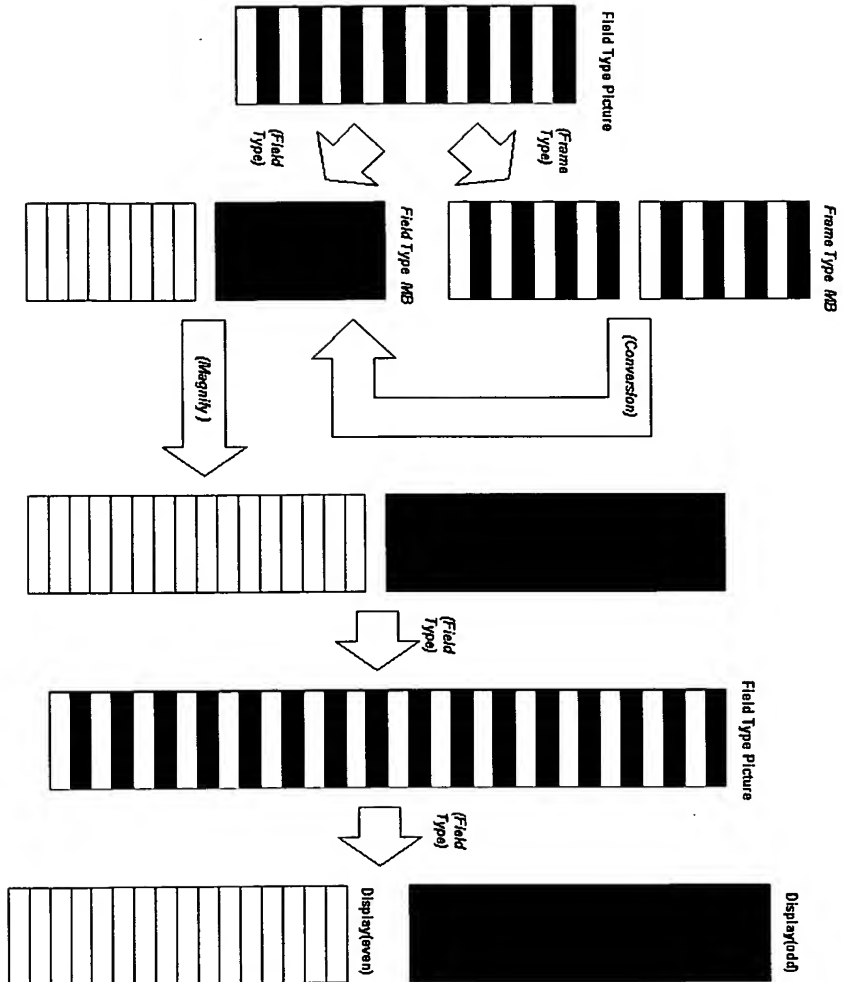 Field Type Picture
(Frame
Type)
(Field
Type)
Frame Type MB
Field Type MB
(Conversion)
(Magnify )
(Field
Type)
Field Type Picture
(Field
Type)
Display(odd)
Display(even)